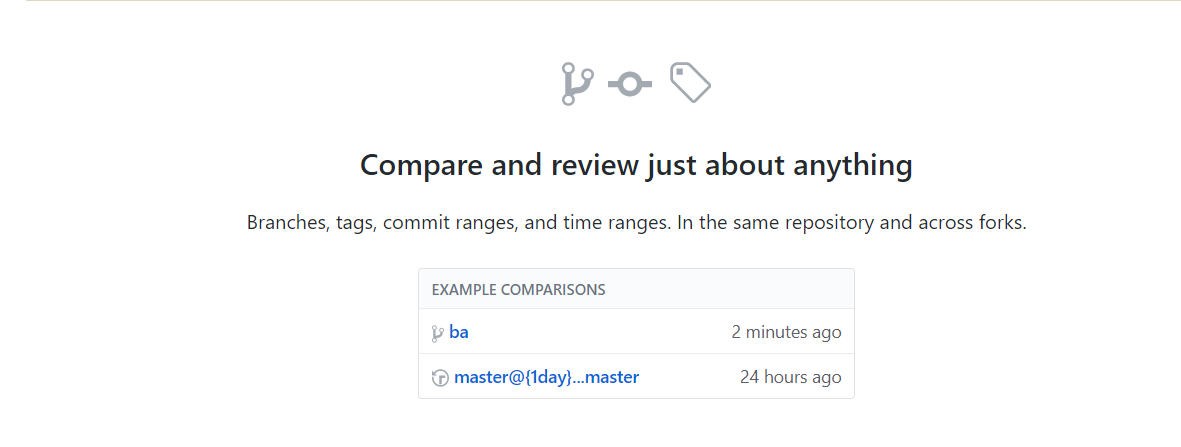 Compare and review just about anything
Branches, tags, commit ranges, and time ranges. In the same repository and across forks.
EXAMPLE COMPARISONS
ba 2 minutes ago
master@{1day}...master 24 hours ago